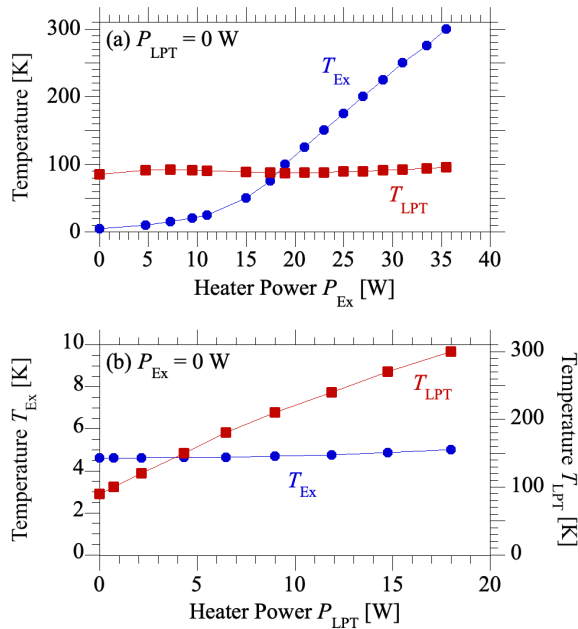 (a) P_LPT = 0 W
Temperature [K]
300
200
100
0
T_Ex
T_LPT
0 5 10 15 20 25 30 35 40
Heater Power P_Ex [W]
(b) P_Ex = 0 W
Temperature T_Ex [K]
10
8
6
4
2
0
T_LPT
T_Ex
300
200
100
0
Temperature T_LPT [K]
0 5 10 15 20
Heater Power P_LPT [W]